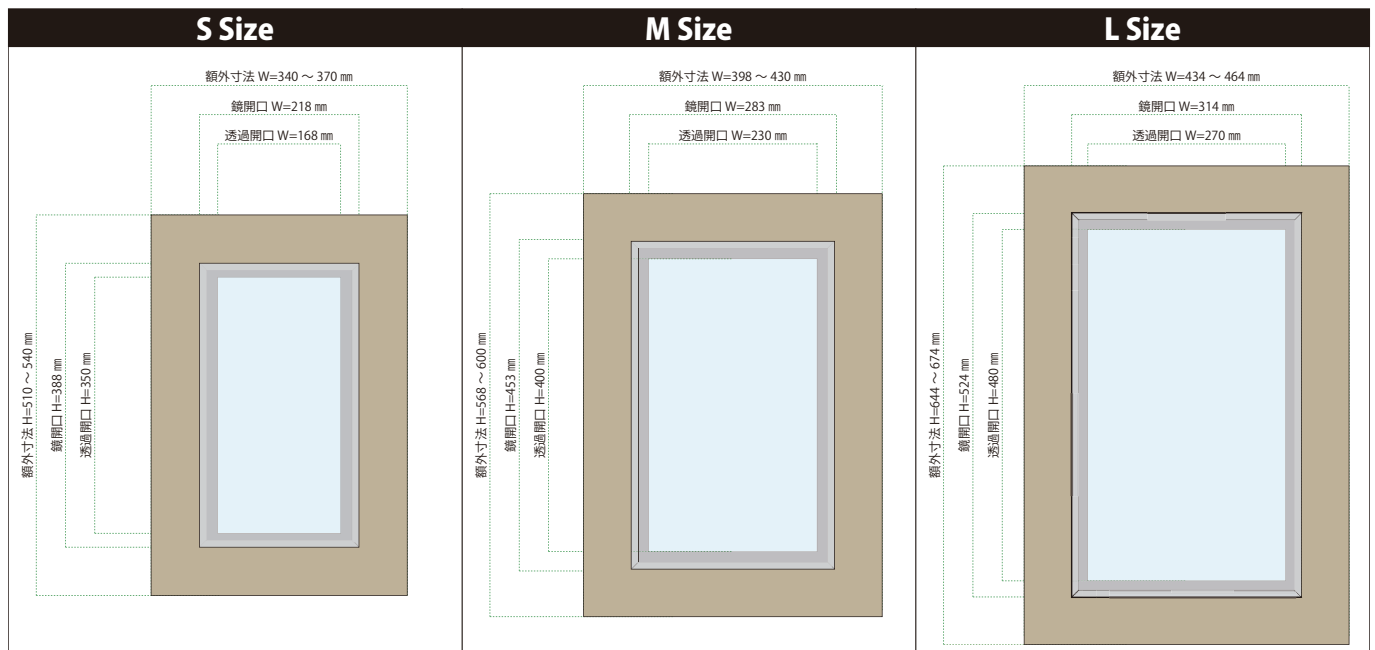 S Size
額外寸法 W=340 ～ 370 ㎜
鏡開口 W=218 ㎜
透過開口 W=168 ㎜
額外寸法 H=510 ～ 540 ㎜
鏡開口 H=388 ㎜
透過開口 H=350 ㎜
M Size
額外寸法 W=398 ～ 430 ㎜
鏡開口 W=283 ㎜
透過開口 W=230 ㎜
額外寸法 H=568 ～ 600 ㎜
鏡開口 H=453 ㎜
透過開口 H=400 ㎜
L Size
額外寸法 W=434 ～ 464 ㎜
鏡開口 W=314 ㎜
透過開口 W=270 ㎜
額外寸法 H=644 ～ 674 ㎜
鏡開口 H=524 ㎜
透過開口 H=480 ㎜